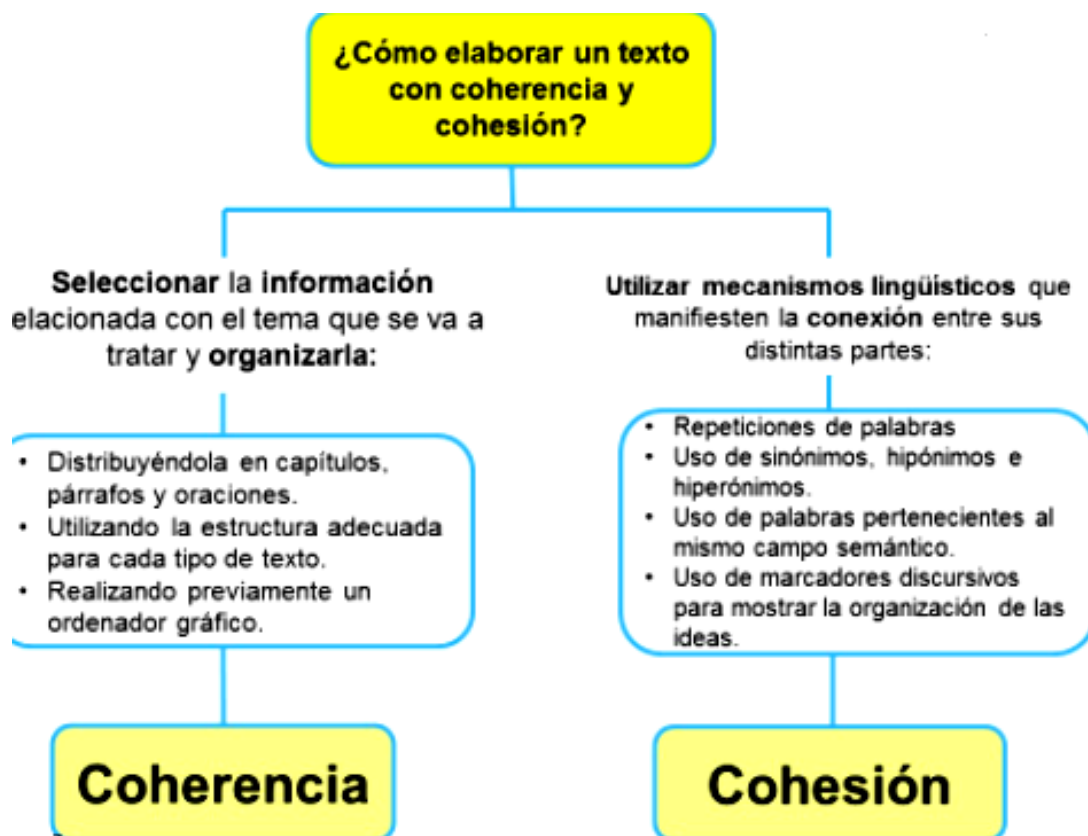 ¿Cómo elaborar un texto
con coherencia y
cohesión?
Seleccionar la información
elacionada con el tema que se va a
tratar y organizarla:
• Distribuyéndola en capítulos,
párrafos y oraciones.
• Utilizando la estructura adecuada
para cada tipo de texto.
• Realizando previamente un
ordenador gráfico.
Coherencia
Utilizar mecanismos lingüísticos que
manifiesten la conexión entre sus
distintas partes:
• Repeticiones de palabras
• Uso de sinónimos, hipónimos e
hiperónimos.
• Uso de palabras pertenecientes al
mismo campo semántico.
• Uso de marcadores discursivos
para mostrar la organización de las
ideas.
Cohesión